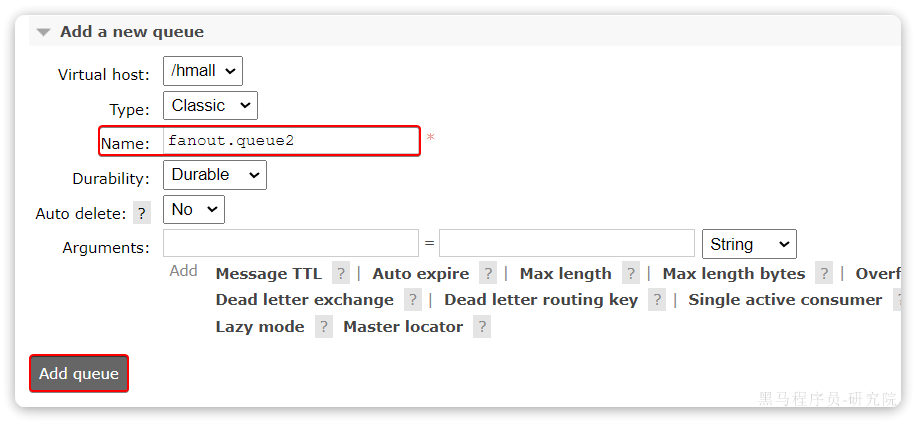 Add a new queue
Virtual host: /hmall
Type: Classic
Name: fanout.queue2 *
Durability: Durable
Auto delete: ? No
Arguments: = String
Add Message TTL ? | Auto expire ? | Max length ? | Max length bytes ? | Overf
Dead letter exchange ? | Dead letter routing key ? | Single active consumer ?
Lazy mode ? Master locator ?
Add queue
黑马程序员-研究院